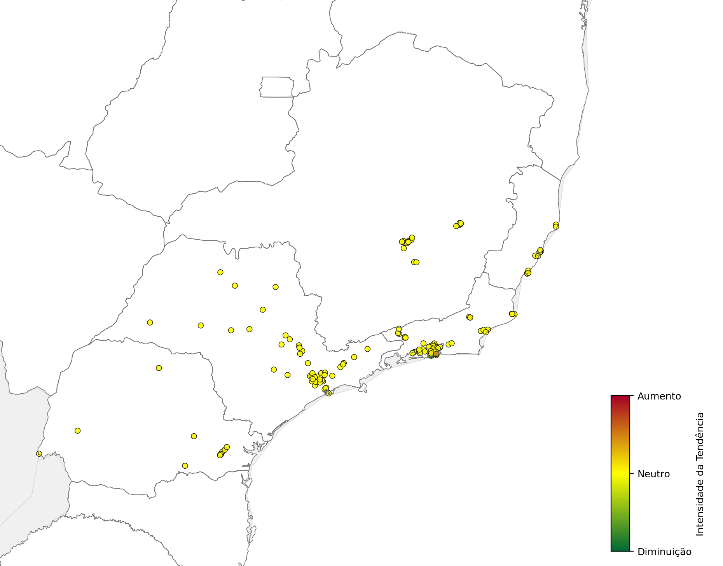 Aumento
Neutro
Diminuição
Intensidade da Tendência